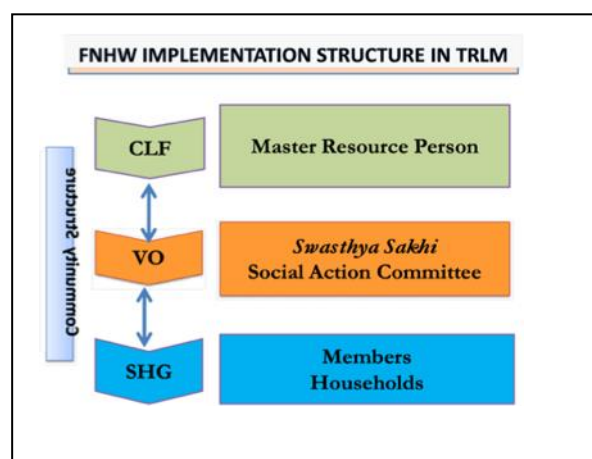 FNHW IMPLEMENTATION STRUCTURE IN TRLM
Community Structure
CLF
Master Resource Person
VO
Swasthya Sakhi
Social Action Committee
SHG
Members
Households